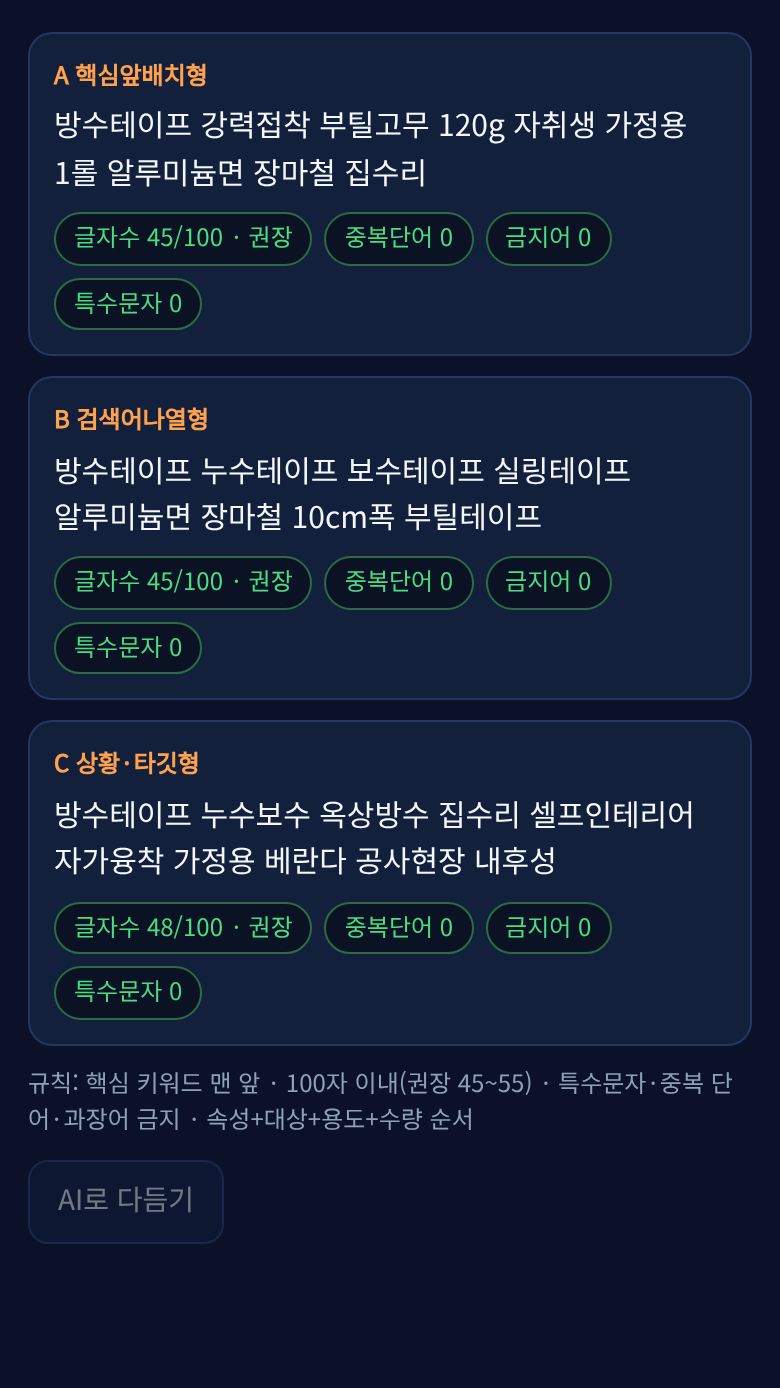 A 핵심앞배치형
방수테이프 강력접착 부틸고무 120g 자취생 가정용
1롤 알루미늄면 장마철 집수리
글자수 45/100 · 권장 중복단어 0 금지어 0
특수문자 0
B 검색어나열형
방수테이프 누수테이프 보수테이프 실링테이프
알루미늄면 장마철 10cm폭 부틸테이프
글자수 45/100 · 권장 중복단어 0 금지어 0
특수문자 0
C 상황·타깃형
방수테이프 누수보수 옥상방수 집수리 셀프인테리어
자가융착 가정용 베란다 공사현장 내후성
글자수 48/100 · 권장 중복단어 0 금지어 0
특수문자 0
규칙: 핵심 키워드 맨 앞 · 100자 이내(권장 45~55) · 특수문자·중복 단
어·과장어 금지 · 속성+대상+용도+수량 순서
AI로 다듬기